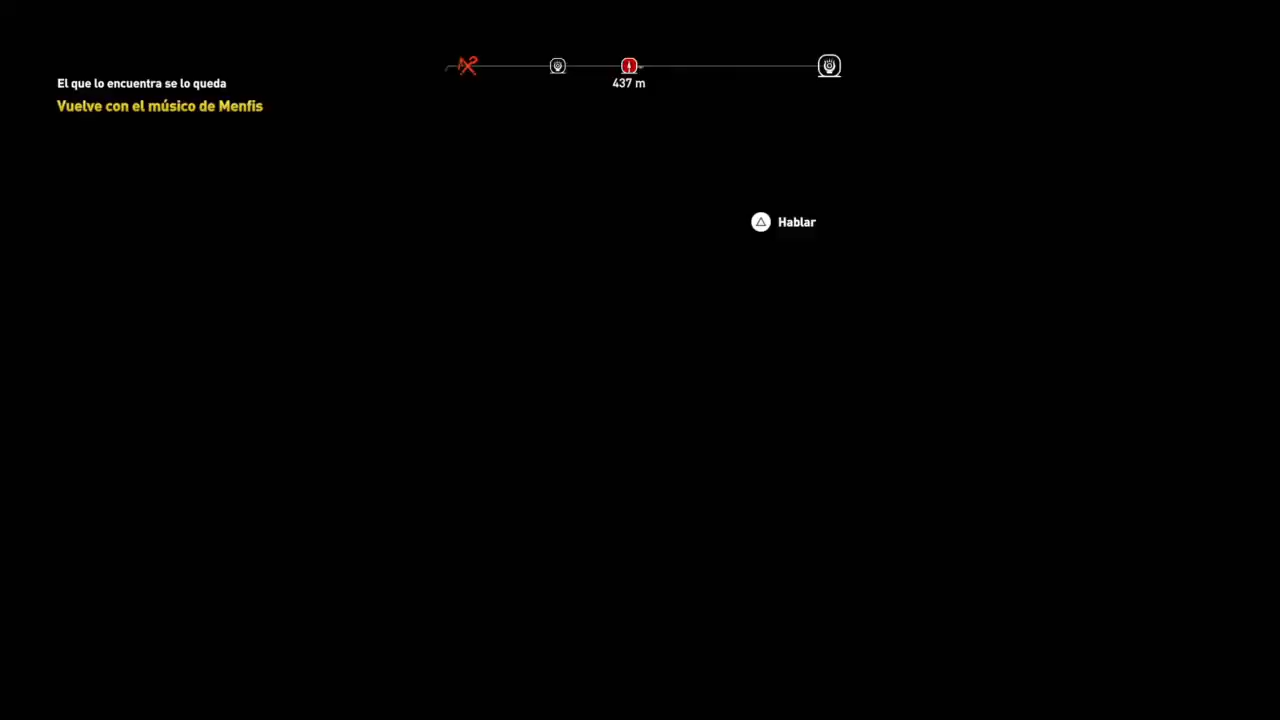 El que lo encuentra se lo queda
Vuelve con el músico de Menfis
437 m
Hablar